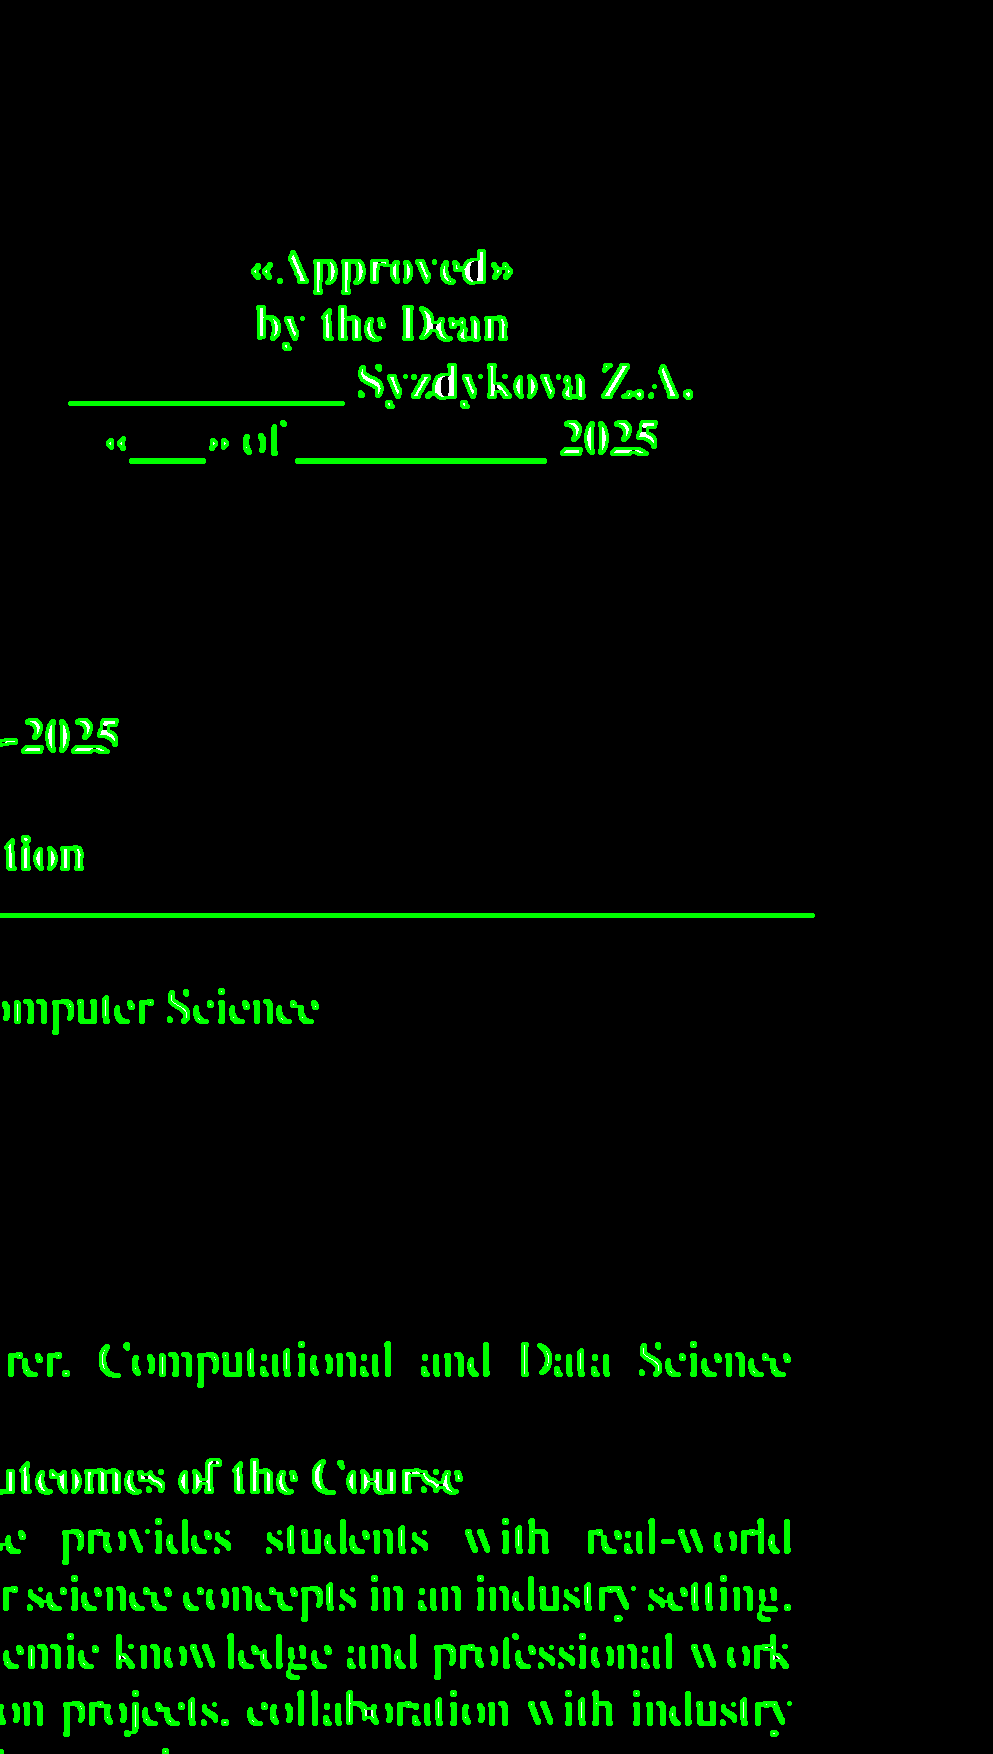 «Approved»
by the Dean
____________ Syzdykova Z.A.
«____» of ____________ 2025
-2025
tion
omputer Science
rer. Computational and Data Science
utcomes of the Course
e provides students with real-world
r science concepts in an industry setting.
emic knowledge and professional work
on projects, collaboration with industry